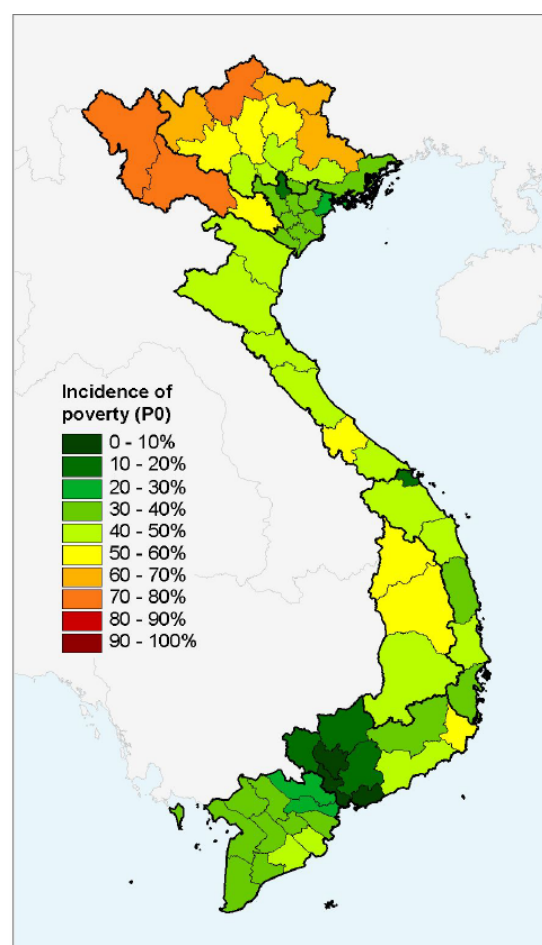 Incidence of
poverty (P0)
0 - 10%
10 - 20%
20 - 30%
30 - 40%
40 - 50%
50 - 60%
60 - 70%
70 - 80%
80 - 90%
90 - 100%